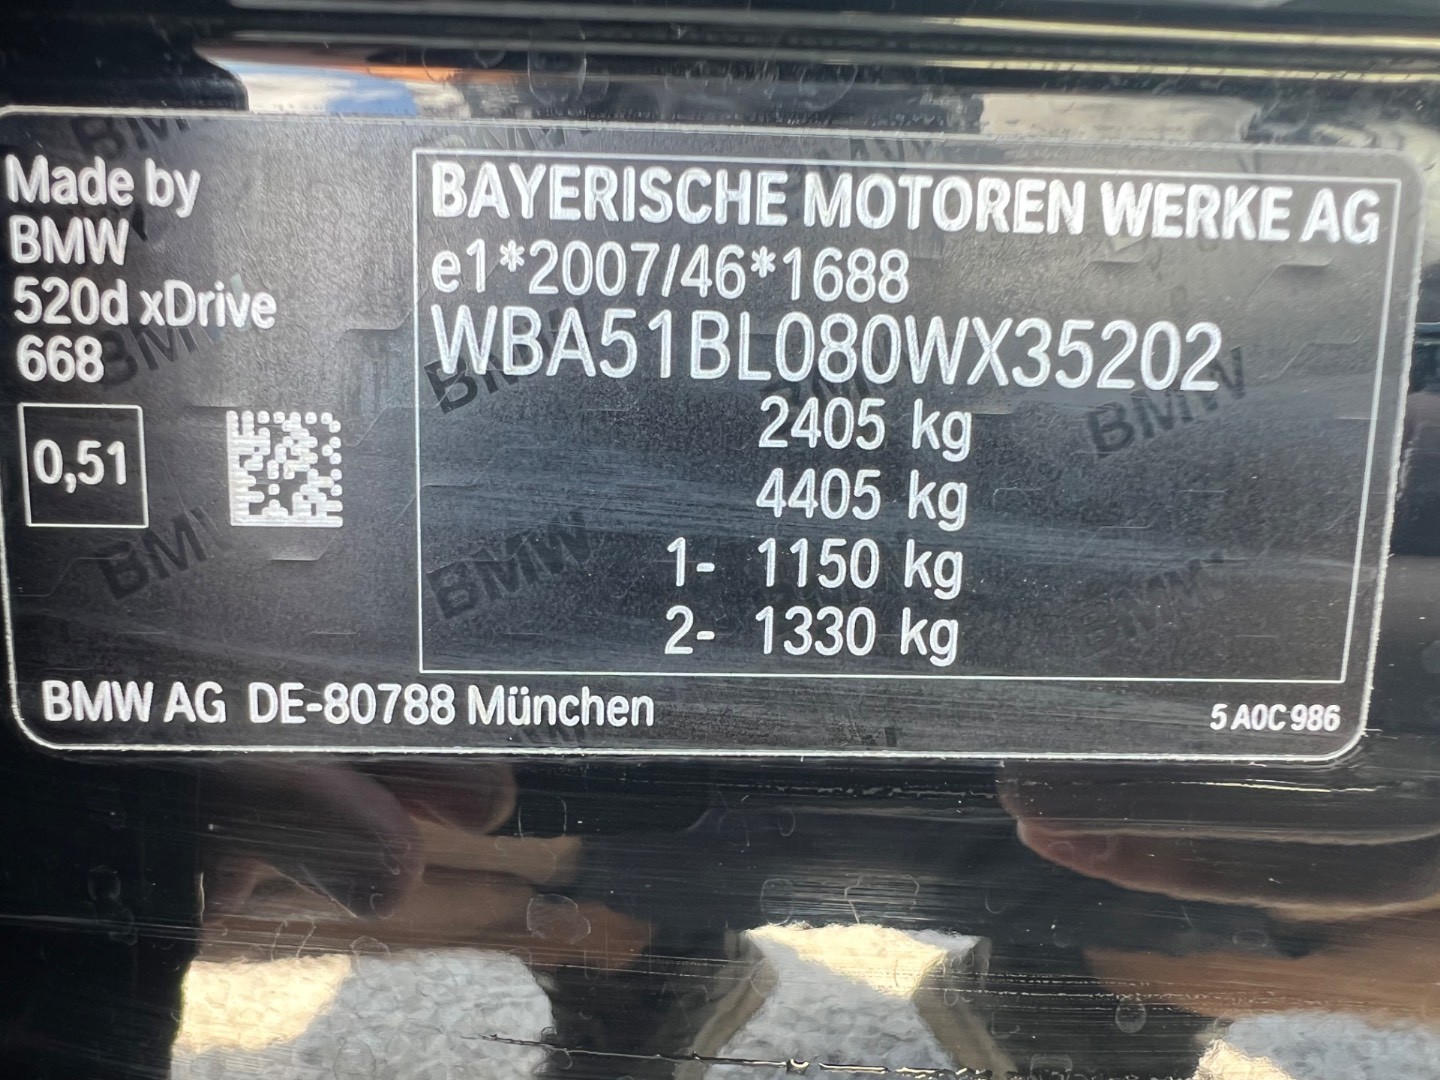 Made by
BMW
520d xDrive
668
0,51
BAYERISCHE MOTOREN WERKE AG
e1*2007/46*1688
WBA51BL080WX35202
2405 kg
4405 kg
1- 1150 kg
2- 1330 kg
BMW AG DE-80788 München
5 A0C 986